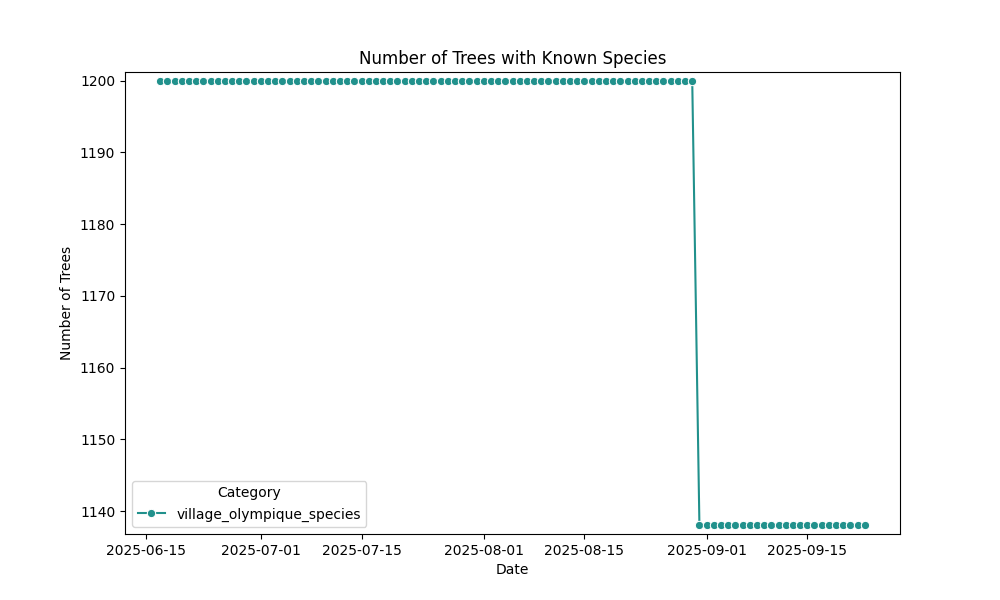 Number of Trees with Known Species
Number of Trees
1200
1190
1180
1170
1160
1150
1140
Category
village_olympique_species
2025-06-15 2025-07-01 2025-07-15 2025-08-01 2025-08-15 2025-09-01 2025-09-15
Date